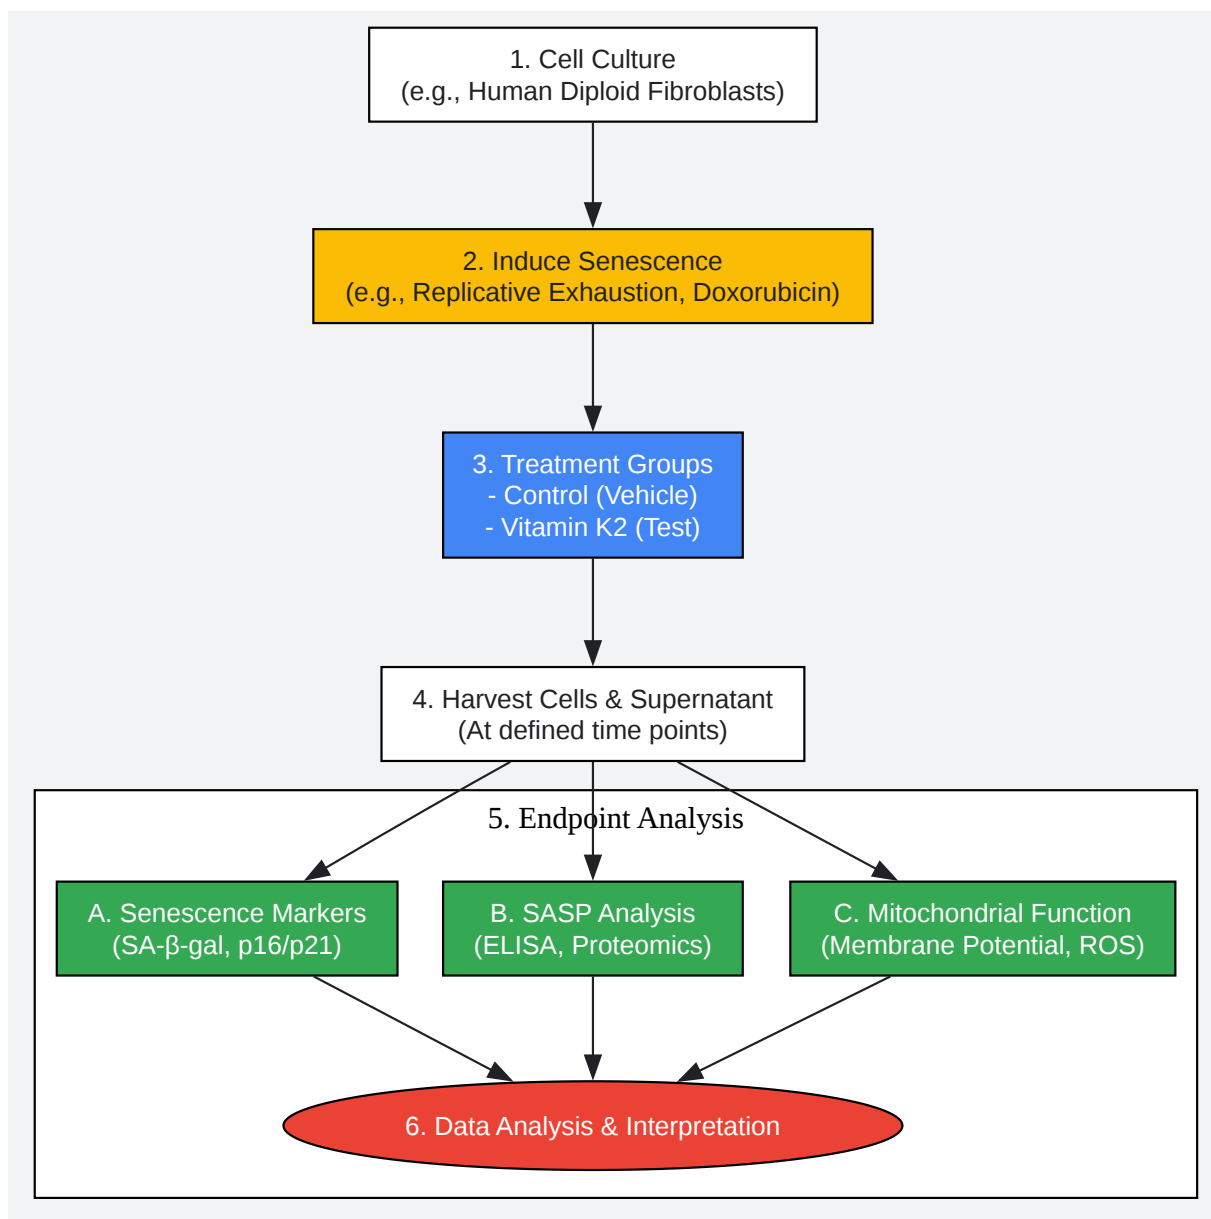 1. Cell Culture
(e.g., Human Diploid Fibroblasts)
2. Induce Senescence
(e.g., Replicative Exhaustion, Doxorubicin)
3. Treatment Groups
- Control (Vehicle)
- Vitamin K2 (Test)
4. Harvest Cells & Supernatant
(At defined time points)
5. Endpoint Analysis
A. Senescence Markers
(SA-β-gal, p16/p21)
B. SASP Analysis
(ELISA, Proteomics)
C. Mitochondrial Function
(Membrane Potential, ROS)
6. Data Analysis & Interpretation